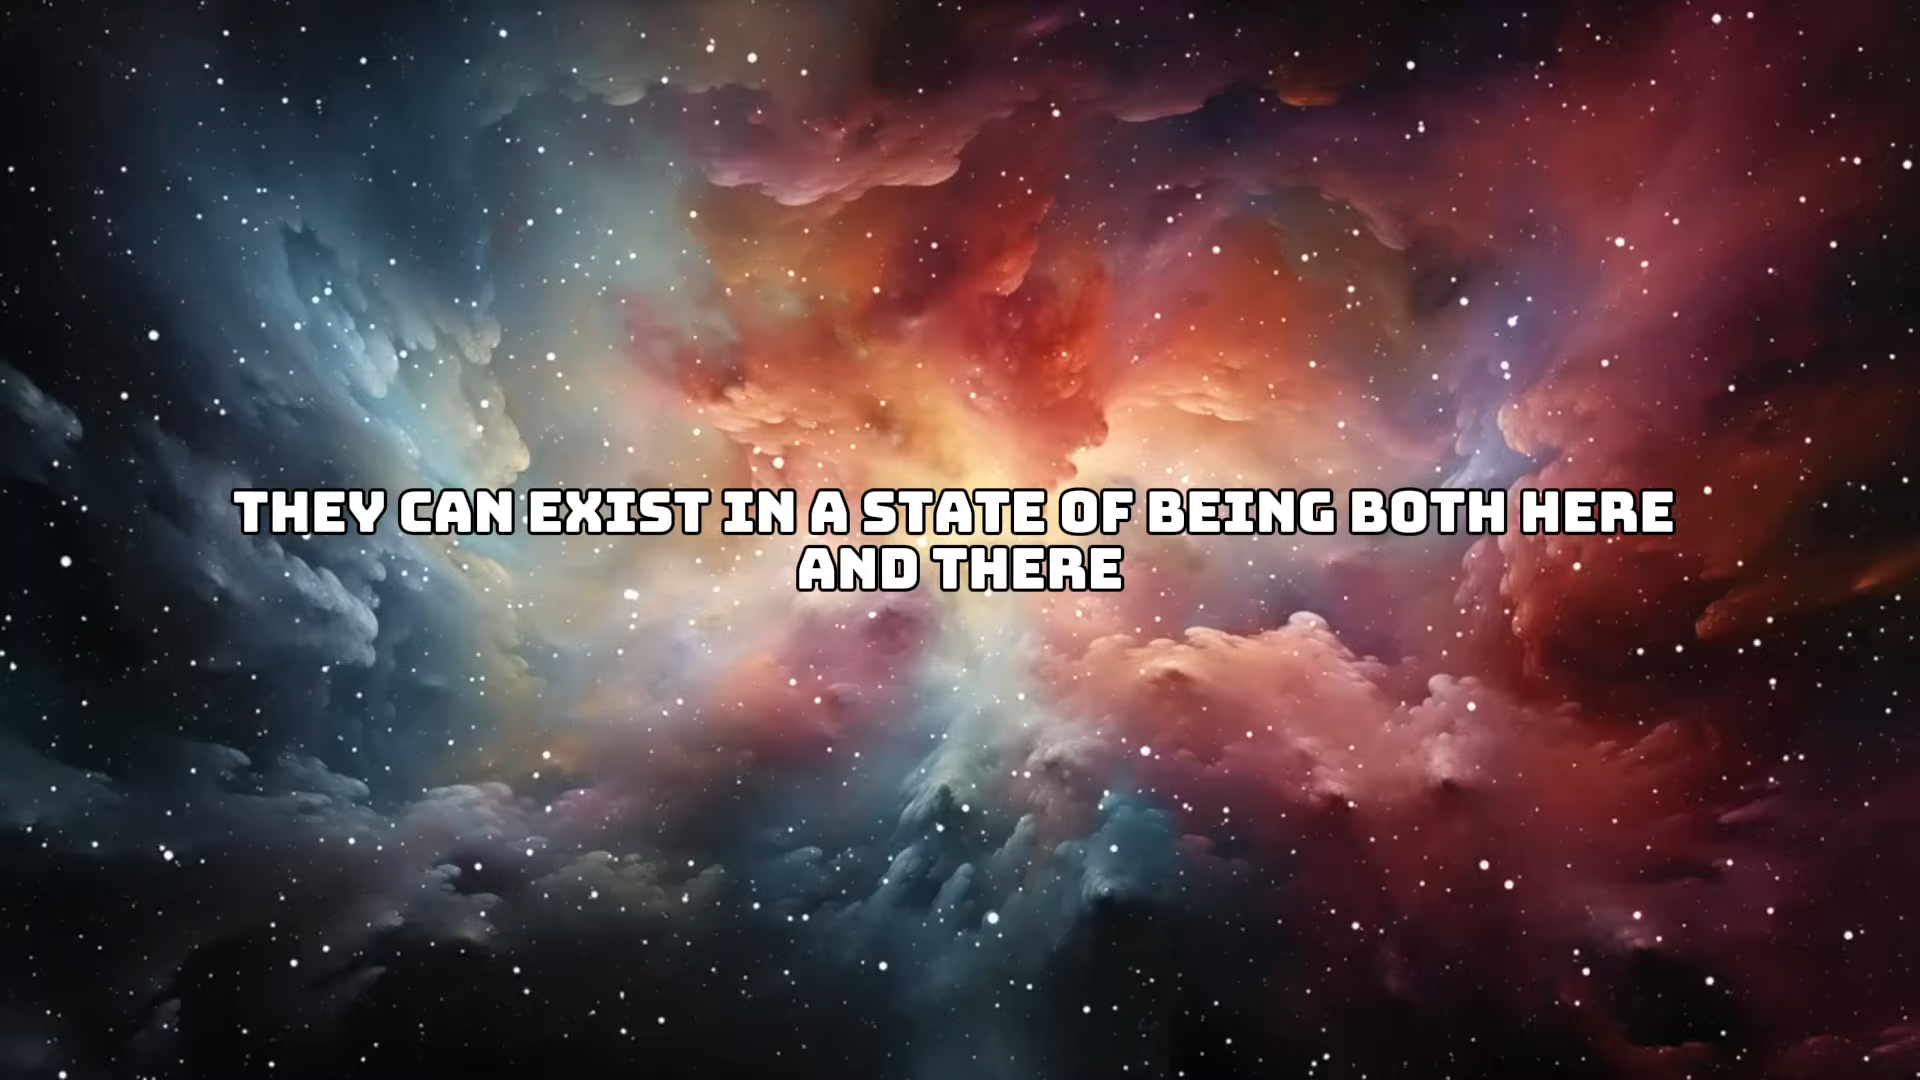 THEY CAN EXIST IN A STATE OF BEING BOTH HERE
AND THERE